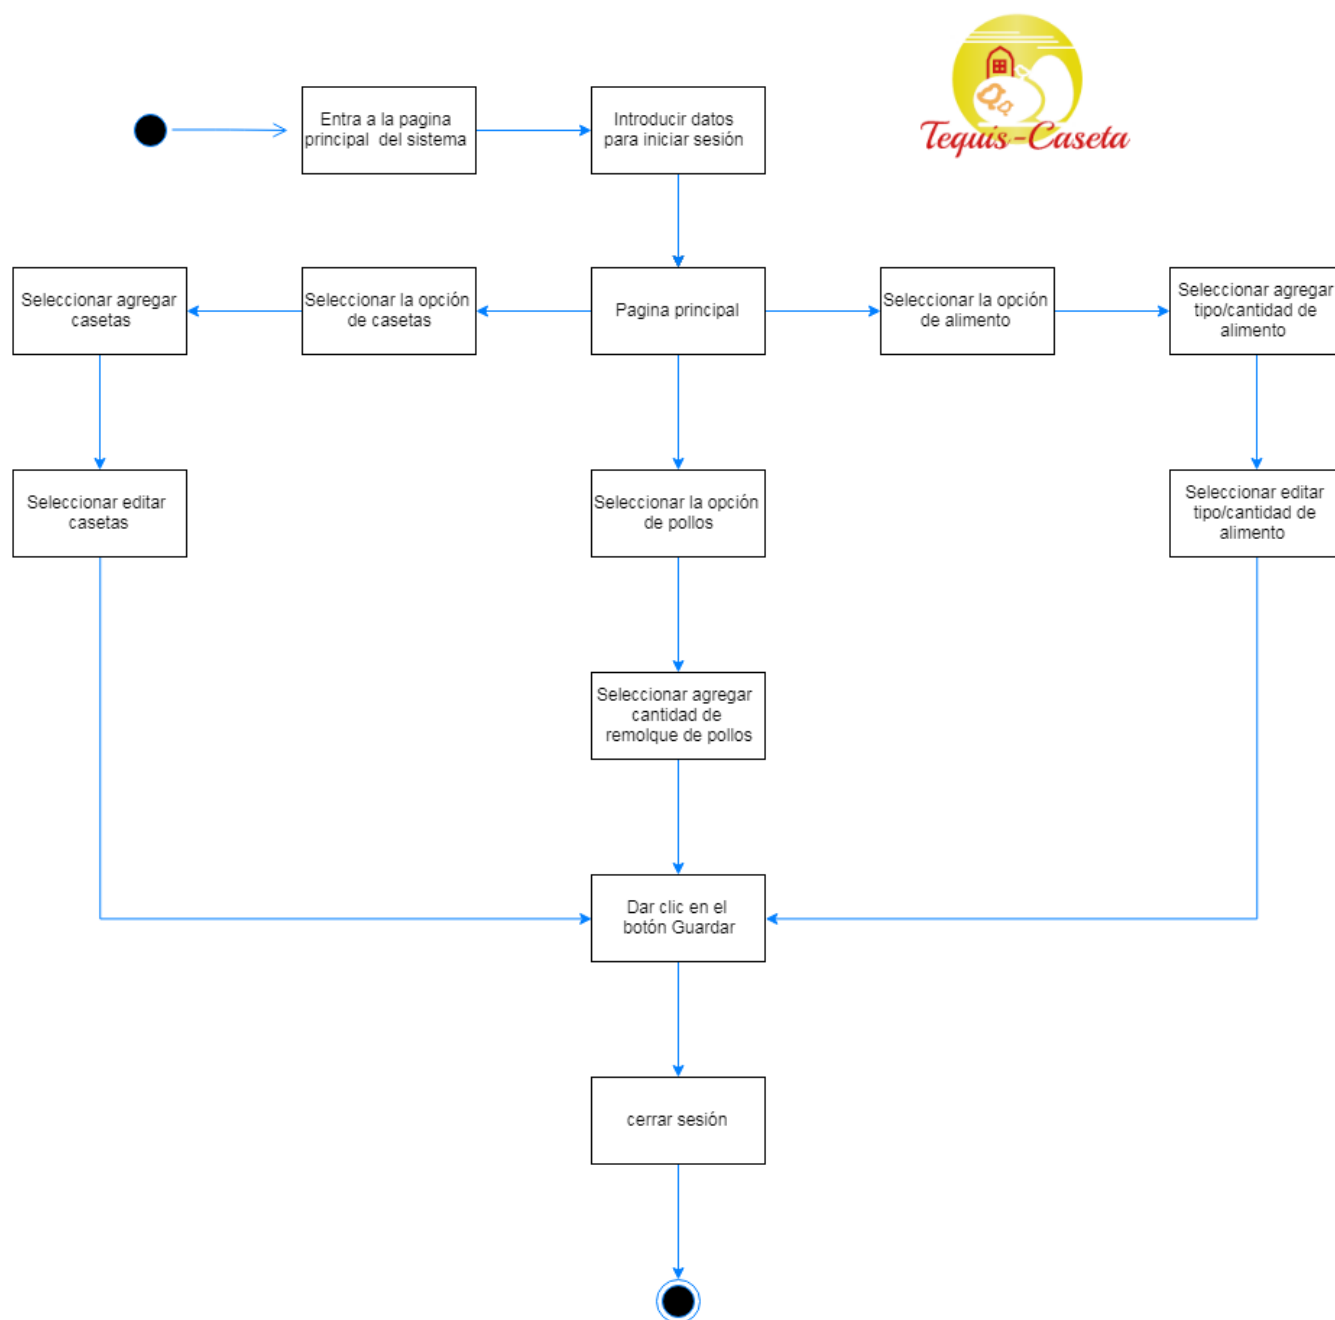 Tequis-Caseta
Entra a la pagina
principal del sistema
Introducir datos
para iniciar sesión
Seleccionar agregar
casetas
Seleccionar la opción
de casetas
Pagina principal
Seleccionar la opción
de alimento
Seleccionar agregar
tipo/cantidad de
alimento
Seleccionar editar
casetas
Seleccionar la opción
de pollos
Seleccionar editar
tipo/cantidad de
alimento
Seleccionar agregar
cantidad de
remolque de pollos
Dar clic en el
botón Guardar
cerrar sesión